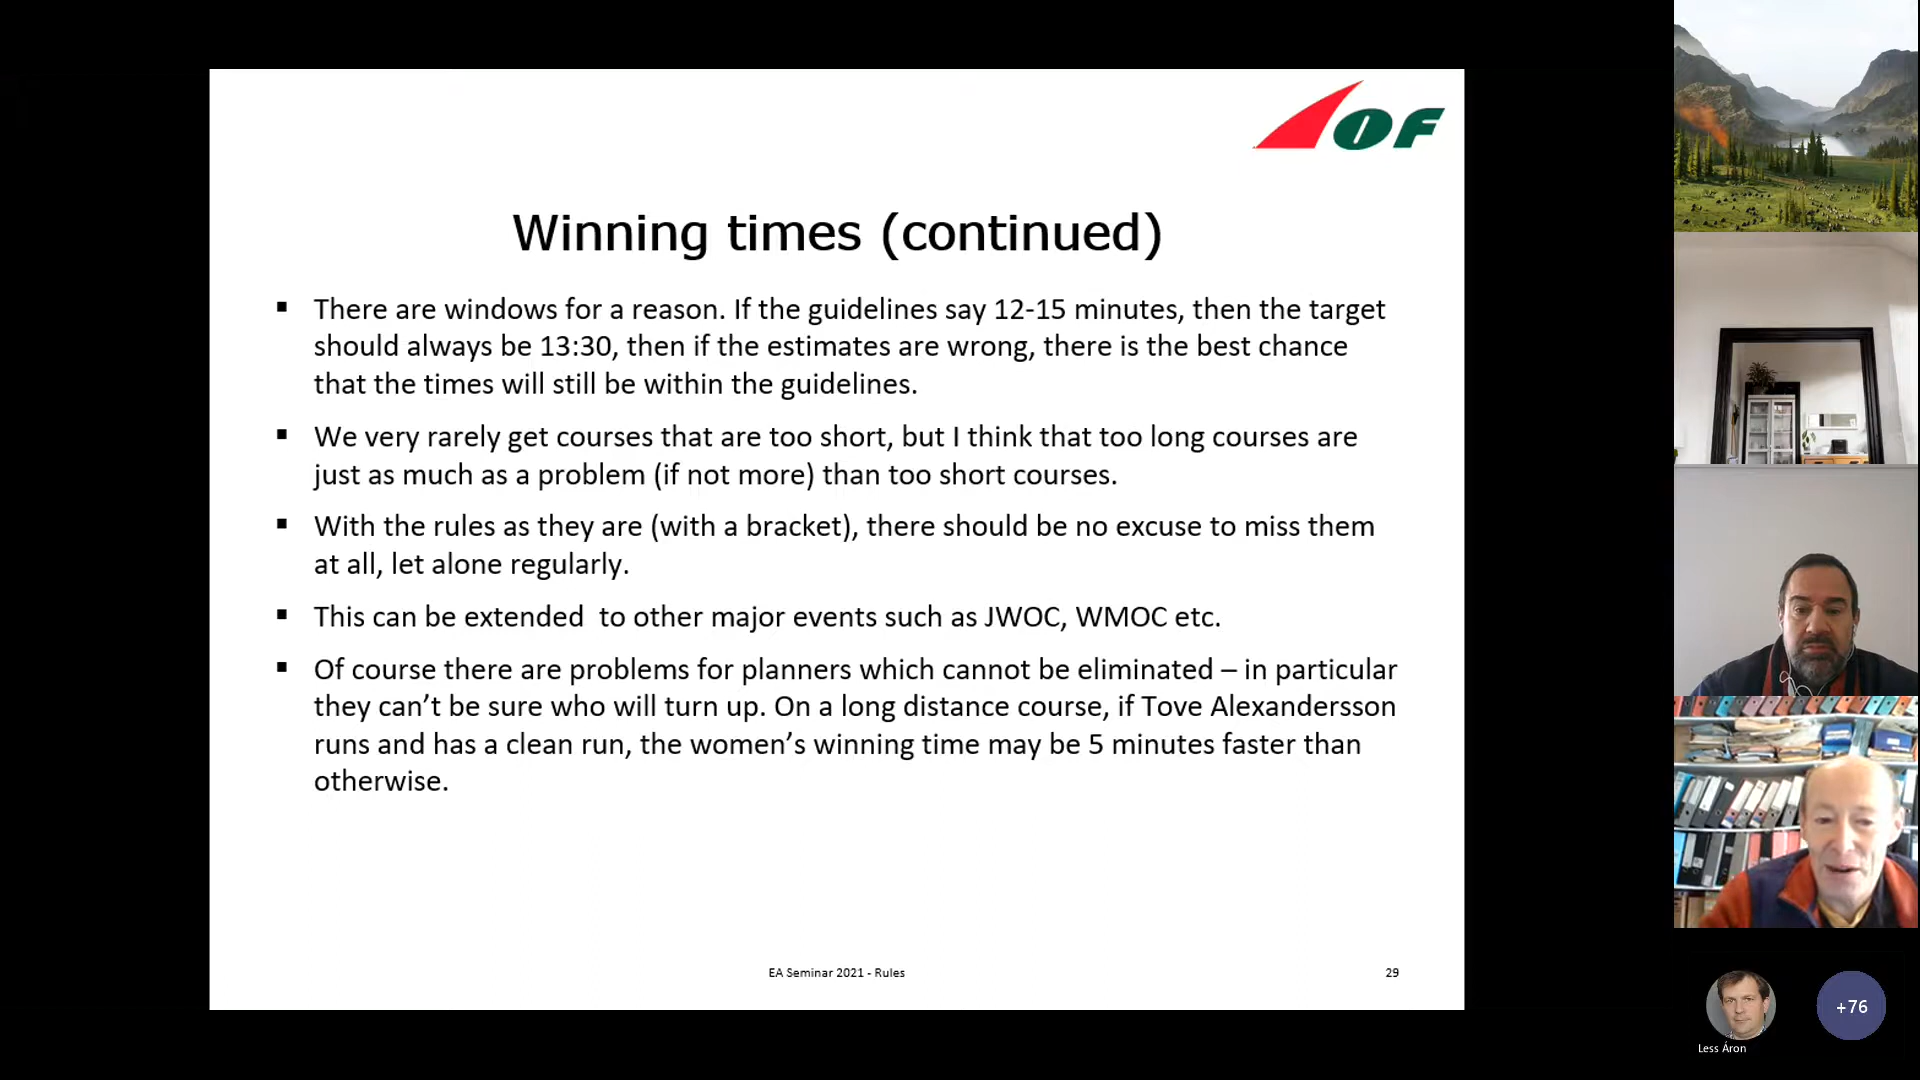 IOF
Winning times (continued)
▪ There are windows for a reason. If the guidelines say 12-15 minutes, then the target
should always be 13:30, then if the estimates are wrong, there is the best chance
that the times will still be within the guidelines.
▪ We very rarely get courses that are too short, but I think that too long courses are
just as much as a problem (if not more) than too short courses.
▪ With the rules as they are (with a bracket), there should be no excuse to miss them
at all, let alone regularly.
▪ This can be extended  to other major events such as JWOC, WMOC etc.
▪ Of course there are problems for planners which cannot be eliminated – in particular
they can’t be sure who will turn up. On a long distance course, if Tove Alexandersson
runs and has a clean run, the women’s winning time may be 5 minutes faster than
otherwise.
EA Seminar 2021 - Rules
29
+76
Less Áron